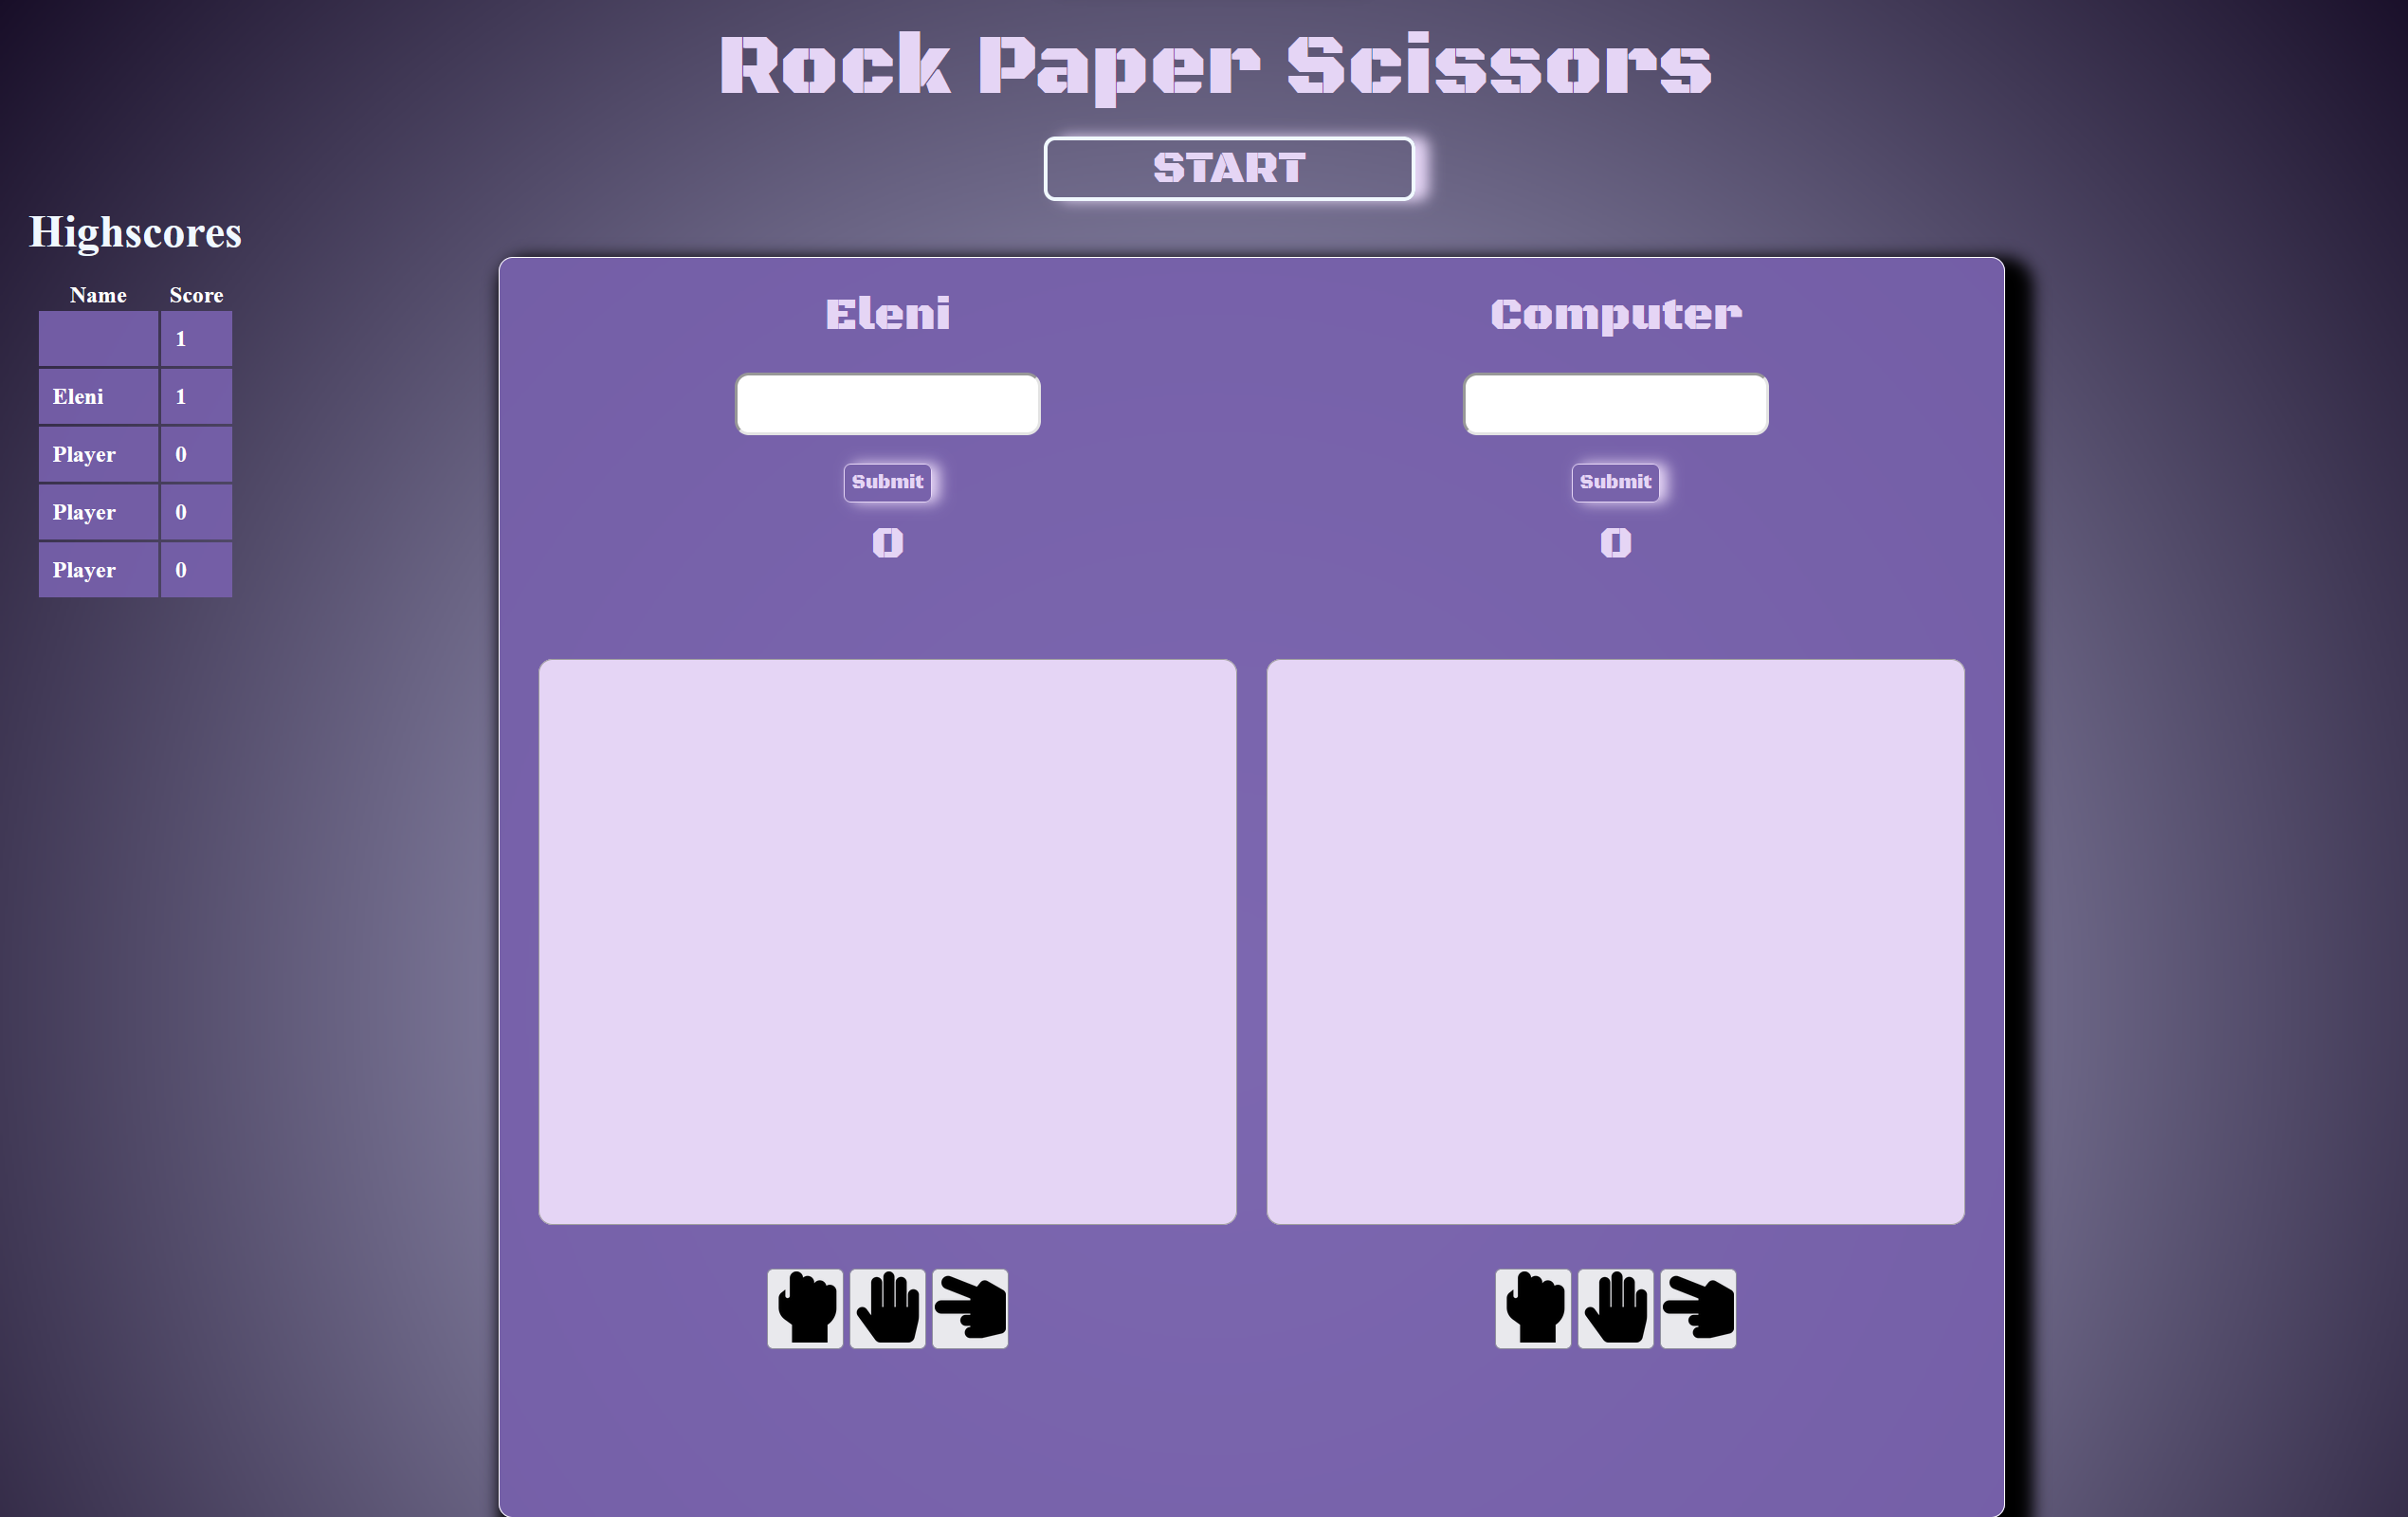 Rock Paper Scissors
START
Highscores
Name Score
1
Eleni 1
Player 0
Player 0
Player 0
Eleni
Submit
0
Computer
Submit
0